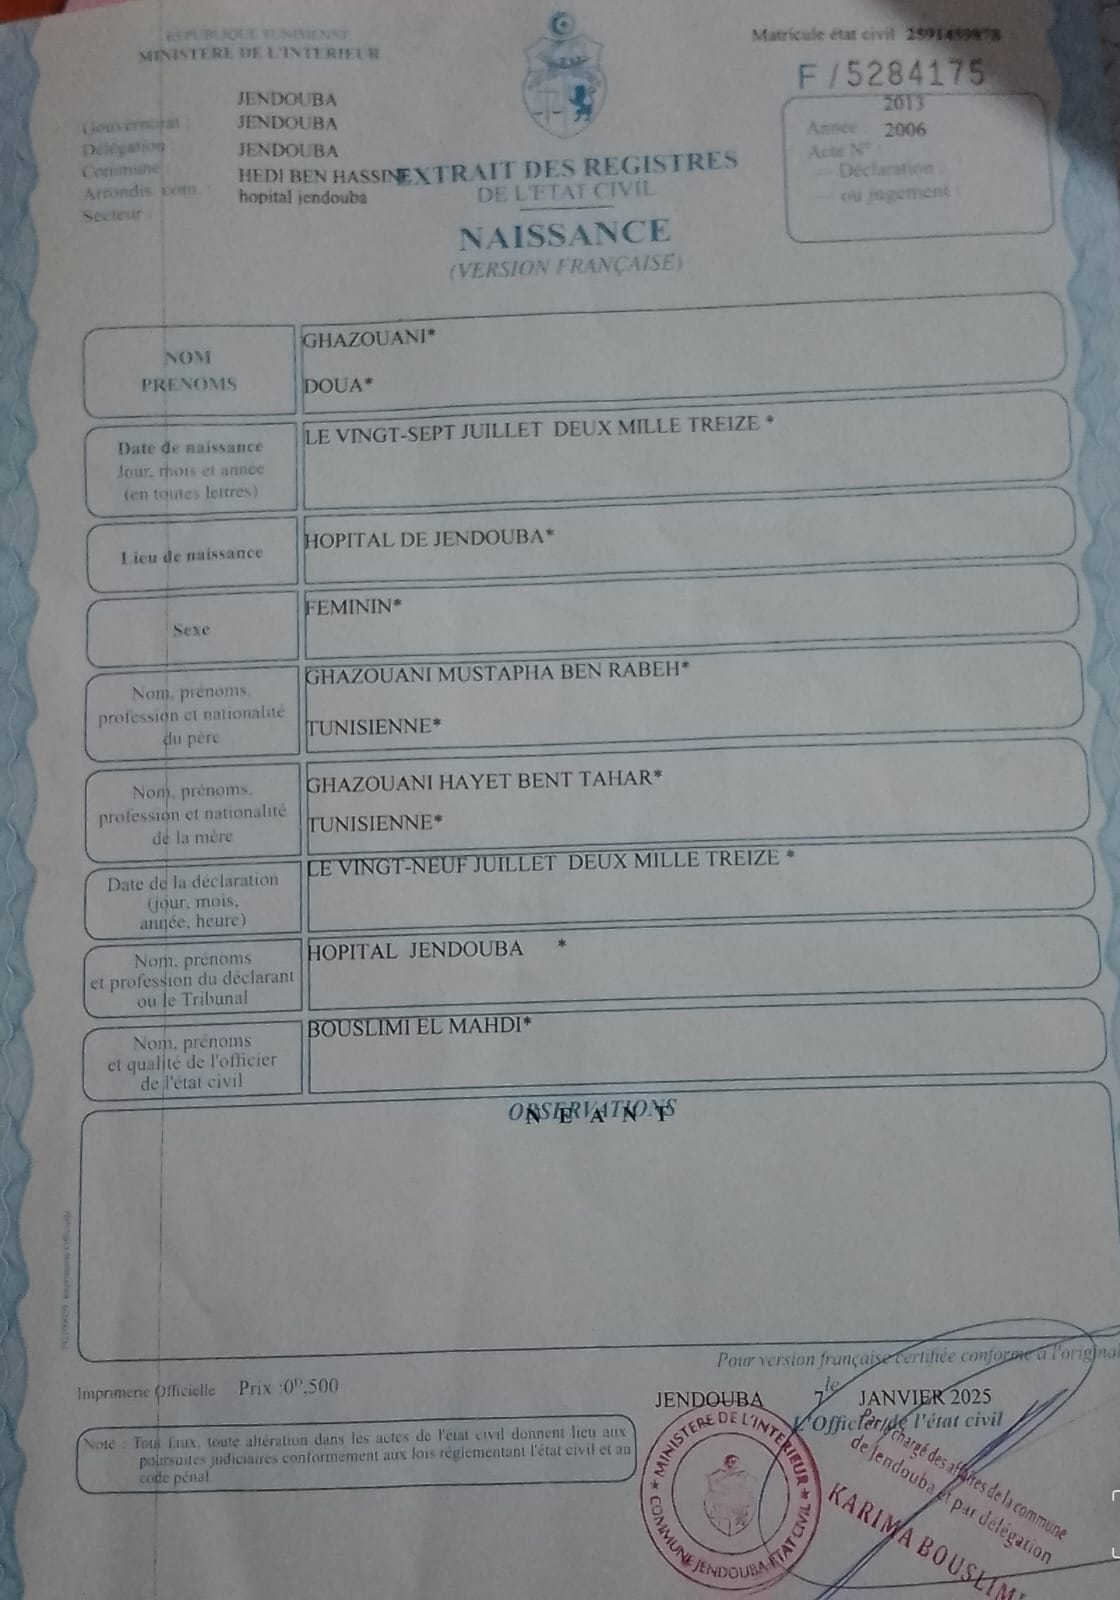 REPUBLIQUE TUNISIENNE
MINISTERE DE L'INTERIEUR
Matricule état civil 2591459878
F/5284175
Gouvernorat : JENDOUBA
Délégation JENDOUBA
Commune : JENDOUBA
Arrondis. com. : HEDI BEN HASSINE
Secteur : hopital jendouba
2013
Année : 2006
Acte N°
— Déclaration :
— ou jugement :
EXTRAIT DES REGISTRES
DE L'ETAT CIVIL
NAISSANCE
(VERSION FRANÇAISE)
NOM
PRENOMS
GHAZOUANI*
DOUA*
Date de naissance
Jour, mois et année
(en toutes lettres)
LE VINGT-SEPT JUILLET DEUX MILLE TREIZE *
Lieu de naissance
HOPITAL DE JENDOUBA*
Sexe
FEMININ*
Nom, prénoms,
profession et nationalité
du père
GHAZOUANI MUSTAPHA BEN RABEH*
TUNISIENNE*
Nom, prénoms,
profession et nationalité
de la mère
GHAZOUANI HAYET BENT TAHAR*
TUNISIENNE*
Date de la déclaration
(jour, mois,
année, heure)
LE VINGT-NEUF JUILLET DEUX MILLE TREIZE *
Nom, prénoms
et profession du déclarant
ou le Tribunal
HOPITAL JENDOUBA *
Nom, prénoms
et qualité de l'officier
de l'état civil
BOUSLIMI EL MAHDI*
OBSERVATIONS
N E A N T
Pour version française certifiée conforme à l'original
Imprimerie Officielle Prix :0ᴰ,500
JENDOUBA le 7 JANVIER 2025
L'Officier de l'état civil
Note : Tout faux, toute altération dans les actes de l'état civil donnent lieu aux
poursuites judiciaires conformement aux lois réglementant l'état civil et au
code pénal.
MINISTERE DE L'INTERIEUR
COMMUNE JENDOUBA ETAT CIVIL
Par le chargé des affaires de la commune
de Jendouba et par délégation
KARIMA BOUSLIMI